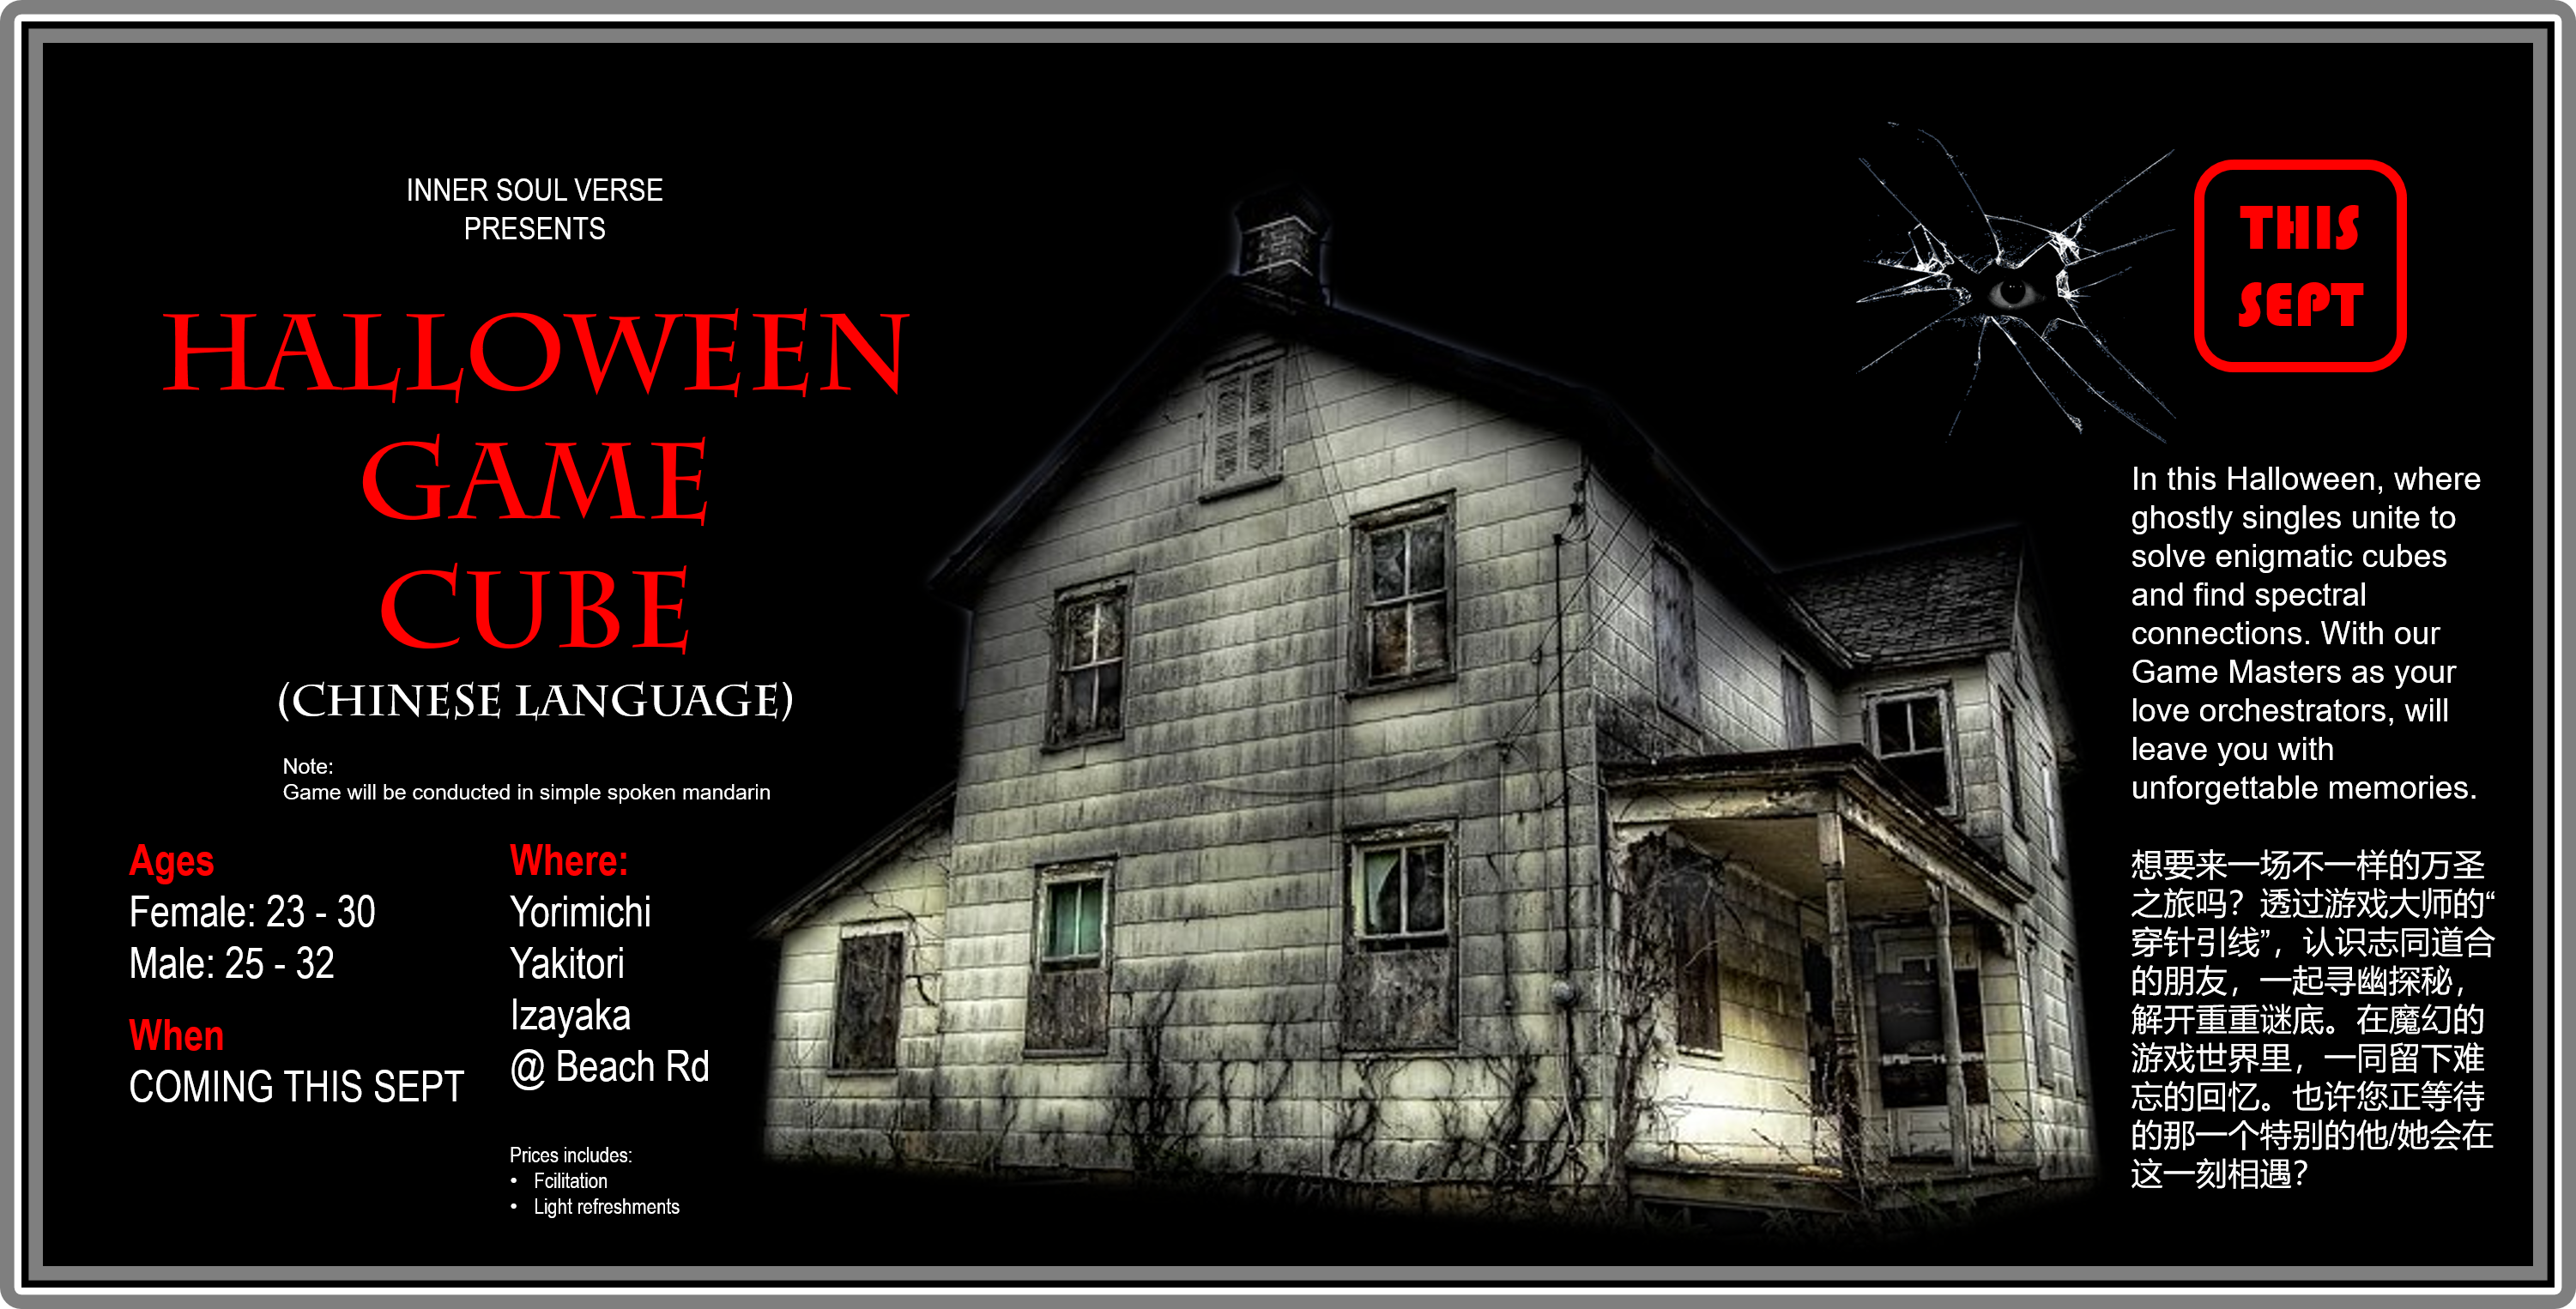 INNER SOUL VERSE
PRESENTS
HALLOWEEN
GAME
CUBE
(CHINESE LANGUAGE)
Note:
Game will be conducted in simple spoken mandarin
Ages
Female: 23 - 30
Male: 25 - 32
When
COMING THIS SEPT
Where:
Yorimichi
Yakitori
Izayaka
@ Beach Rd
Prices includes:
• Fcilitation
• Light refreshments
THIS
SEPT
In this Halloween, where
ghostly singles unite to
solve enigmatic cubes
and find spectral
connections. With our
Game Masters as your
love orchestrators, will
leave you with
unforgettable memories.
想要来一场不一样的万圣
之旅吗？透过游戏大师的“
穿针引线”，认识志同道合
的朋友，一起寻幽探秘，
解开重重谜底。在魔幻的
游戏世界里，一同留下难
忘的回忆。也许您正等待
的那一个特别的他/她会在
这一刻相遇？